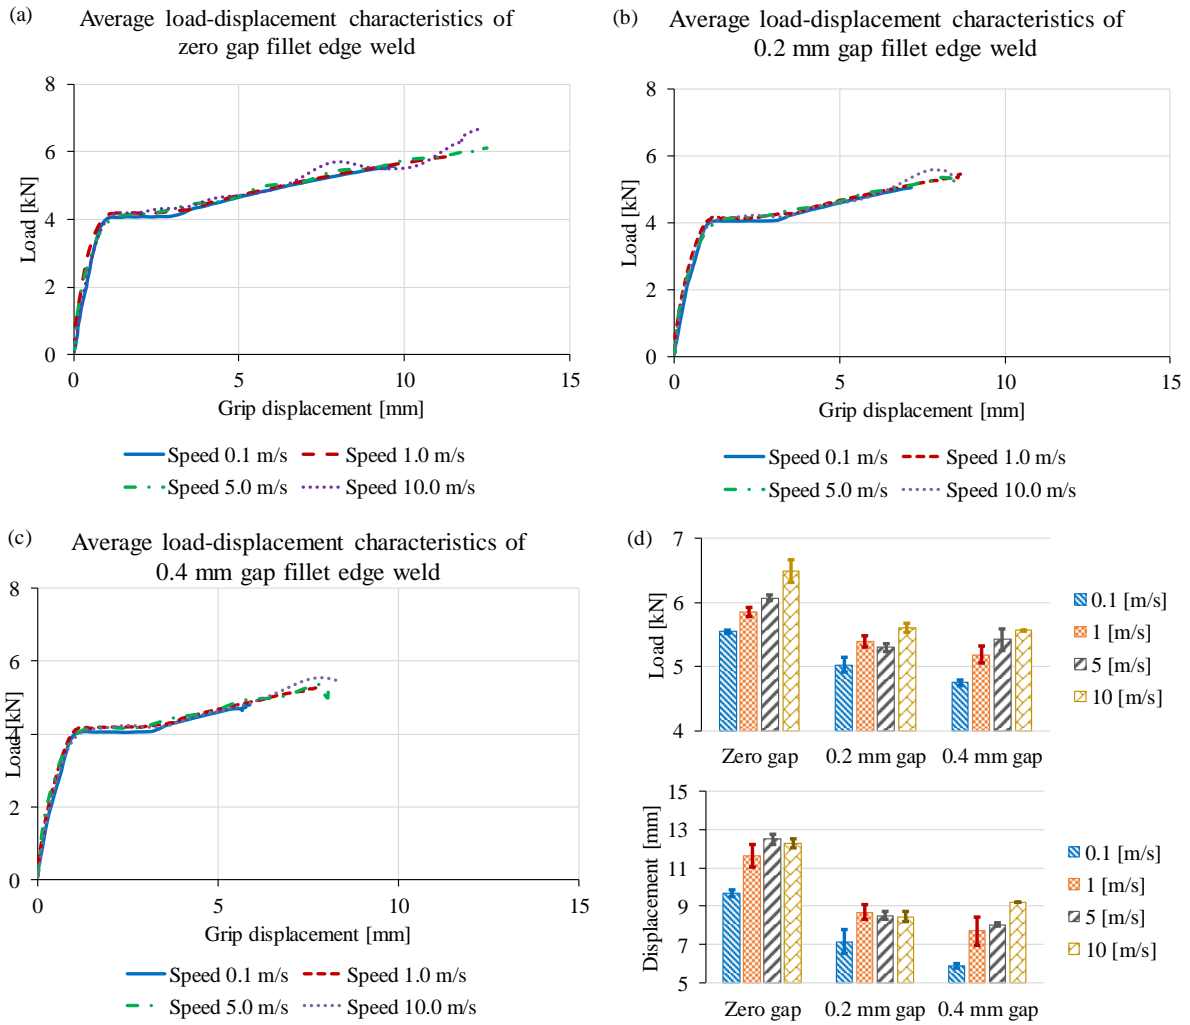 (a)
Average load-displacement characteristics of
zero gap fillet edge weld
8
6
4
2
0
Load [kN]
0
5
10
15
Grip displacement [mm]
Speed 0.1 m/s
Speed 1.0 m/s
Speed 5.0 m/s
Speed 10.0 m/s
(b)
Average load-displacement characteristics of
0.2 mm gap fillet edge weld
8
6
4
2
0
Load [kN]
0
5
10
15
Grip displacement [mm]
Speed 0.1 m/s
Speed 1.0 m/s
Speed 5.0 m/s
Speed 10.0 m/s
(c)
Average load-displacement characteristics of
0.4 mm gap fillet edge weld
8
6
4
2
0
Load [kN]
0
5
10
15
Grip displacement [mm]
Speed 0.1 m/s
Speed 1.0 m/s
Speed 5.0 m/s
Speed 10.0 m/s
(d)
7
6
5
4
Load [kN]
Zero gap
0.2 mm gap
0.4 mm gap
0.1 [m/s]
1 [m/s]
5 [m/s]
10 [m/s]
15
13
11
9
7
5
Displacement [mm]
Zero gap
0.2 mm gap
0.4 mm gap
0.1 [m/s]
1 [m/s]
5 [m/s]
10 [m/s]